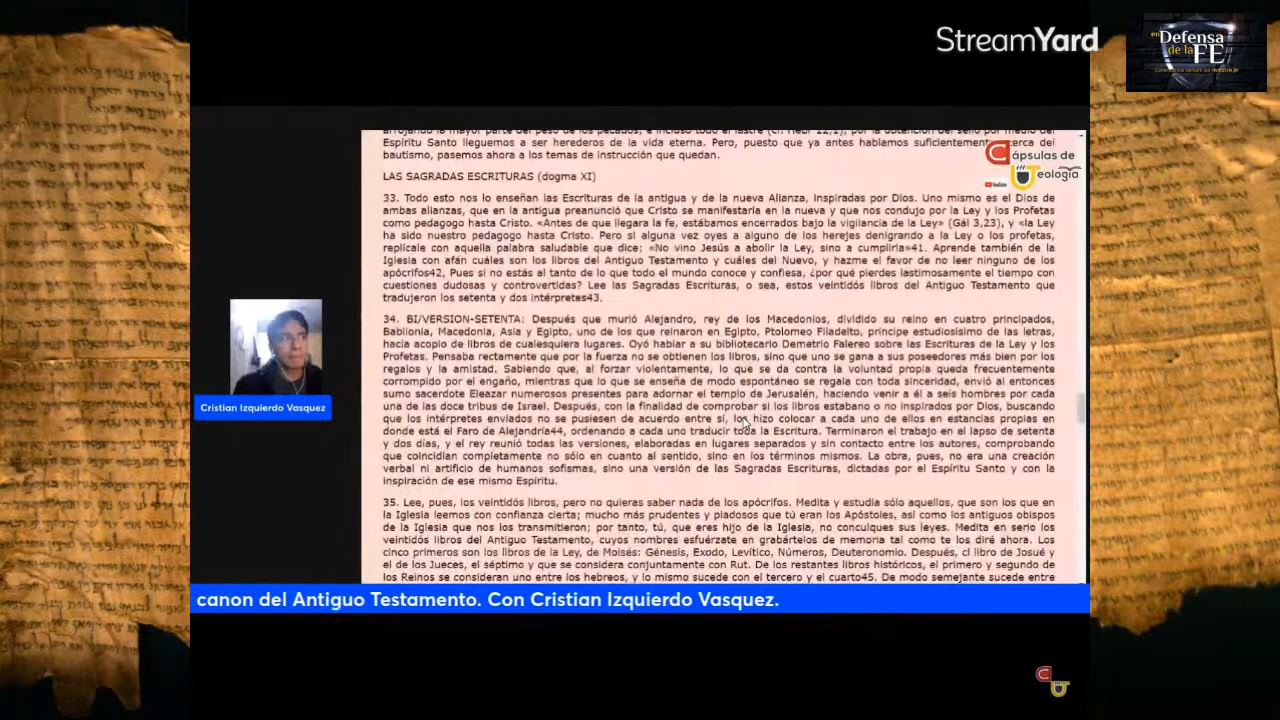 StreamYard
en Defensa
de la FE
arrojando la mayor parte del peso de los pecados, e incluso todo el lastre (cf. Hebr 12,1), por la obtención del sello por medio del
Espíritu Santo lleguemos a ser herederos de la vida eterna. Pero, puesto que ya antes hablamos suficientemente acerca del
bautismo, pasemos ahora a los temas de instrucción que quedan.
Cápsulas de
Teología
YouTube
LAS SAGRADAS ESCRITURAS (dogma XI)
33. Todo esto nos lo enseñan las Escrituras de la antigua y de la nueva Alianza, inspiradas por Dios. Uno mismo es el Dios de
ambas alianzas, que en la antigua preanunció que Cristo se manifestaría en la nueva y que nos condujo por la Ley y los Profetas
como pedagogo hasta Cristo. «Antes de que llegara la fe, estábamos encerrados bajo la vigilancia de la Ley» (Gál 3,23), y «la Ley
ha sido nuestro pedagogo hasta Cristo. Pero si alguna vez oyes a alguno de los herejes denigrando a la Ley o los profetas,
replícale con aquella palabra saludable que dice: «No vino Jesús a abolir la Ley, sino a cumplirla»41. Aprende también de la
Iglesia con afán cuáles son los libros del Antiguo Testamento y cuáles del Nuevo, y hazme el favor de no leer ninguno de los
apócrifos42, Pues si no estás al tanto de lo que todo el mundo conoce y confiesa, ¿por qué pierdes lastimosamente el tiempo con
cuestiones dudosas y controvertidas? Lee las Sagradas Escrituras, o sea, estos veintidós libros del Antiguo Testamento que
tradujeron los setenta y dos intérpretes43.
34. BI/VERSION-SETENTA: Después que murió Alejandro, rey de los Macedonios, dividido su reino en cuatro principados,
Babilonia, Macedonia, Asia y Egipto, uno de los que reinaron en Egipto, Ptolomeo Filadelfo, príncipe estudiosísimo de las letras,
hacía acopio de libros de cualesquiera lugares. Oyó hablar a su bibliotecario Demetrio Falereo sobre las Escrituras de la Ley y los
Profetas. Pensaba rectamente que por la fuerza no se obtienen los libros, sino que uno se gana a sus poseedores más bien por los
regalos y la amistad. Sabiendo que, al forzar violentamente, lo que se da contra la voluntad propia queda frecuentemente
corrompido por el engaño, mientras que lo que se enseña de modo espontáneo se regala con toda sinceridad, envió al entonces
sumo sacerdote Eleazar numerosos presentes para adornar el templo de Jerusalén, haciendo venir a él a seis hombres por cada
una de las doce tribus de Israel. Después, con la finalidad de comprobar si los libros estabano o no inspirados por Dios, buscando
que los intérpretes enviados no se pusiesen de acuerdo entre sí, los hizo colocar a cada uno de ellos en estancias propias en
donde está el Faro de Alejandría44, ordenando a cada uno traducir toda la Escritura. Terminaron el trabajo en el lapso de setenta
y dos días, y el rey reunió todas las versiones, elaboradas en lugares separados y sin contacto entre los autores, comprobando
que coincidían completamente no sólo en cuanto al sentido, sino en los términos mismos. La obra, pues, no era una creación
verbal ni artificio de humanos sofismas, sino una versión de las Sagradas Escrituras, dictadas por el Espíritu Santo y con la
inspiración de ese mismo Espíritu.
35. Lee, pues, los veintidós libros, pero no quieras saber nada de los apócrifos. Medita y estudia sólo aquellos, que son los que en
la Iglesia leemos con confianza cierta; mucho más prudentes y piadosos que tú eran los Apóstoles, así como los antiguos obispos
de la Iglesia que nos los transmitieron; por tanto, tú, que eres hijo de la Iglesia, no conculques sus leyes. Medita en serio los
veintidós libros del Antiguo Testamento, cuyos nombres esfuérzate en grabártelos de memoria tal como te los diré ahora. Los
cinco primeros son los libros de la Ley, de Moisés: Génesis, Exodo, Levítico, Números, Deuteronomio. Después, cl libro de Josué y
el de los Jueces, el séptimo y que se considera conjuntamente con Rut. De los restantes libros históricos, el primero y segundo de
los Reinos se consideran uno entre los hebreos, y lo mismo sucede con el tercero y el cuarto45. De modo semejante sucede entre
Cristian Izquierdo Vasquez
canon del Antiguo Testamento. Con Cristian Izquierdo Vasquez.